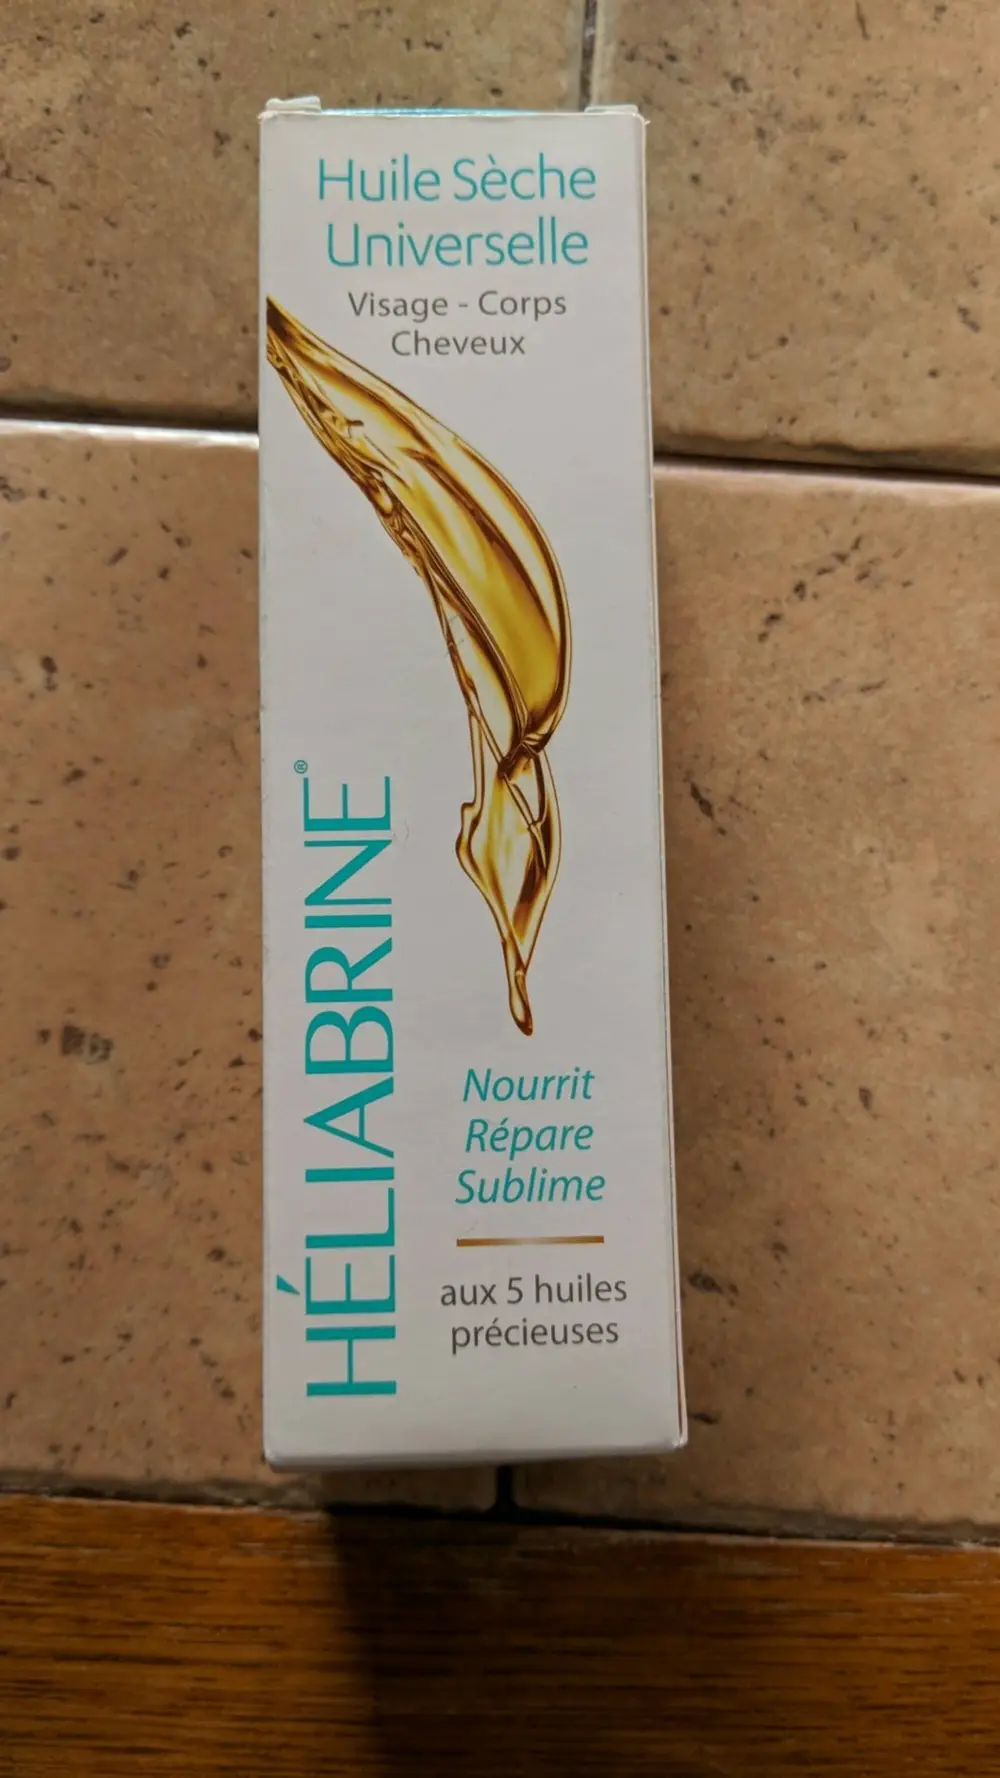 Huile Sèche
Universelle
Visage - Corps
Cheveux
HÉLIABRINE®
Nourrit
Répare
Sublime
aux 5 huiles
précieuses